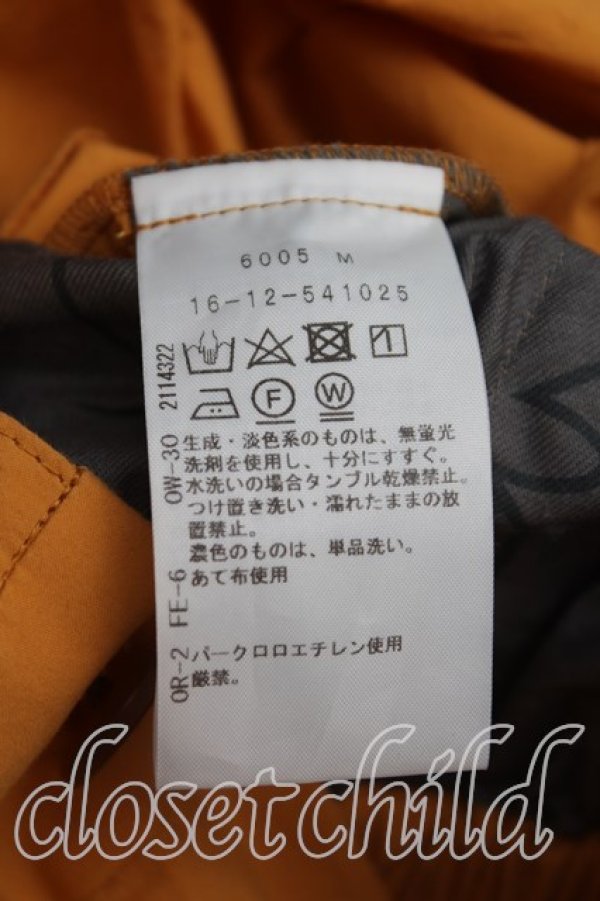 6005 M
16-12-541025
F W
OW-30 2114322
生成・淡色系のものは、無蛍光
洗剤を使用し、十分にすすぐ。
水洗いの場合タンブル乾燥禁止。
つけ置き洗い・濡れたままの放
置禁止。
濃色のものは、単品洗い。
FE-6
あて布使用
OR-2
パークロロエチレン使用
厳禁。
closet child